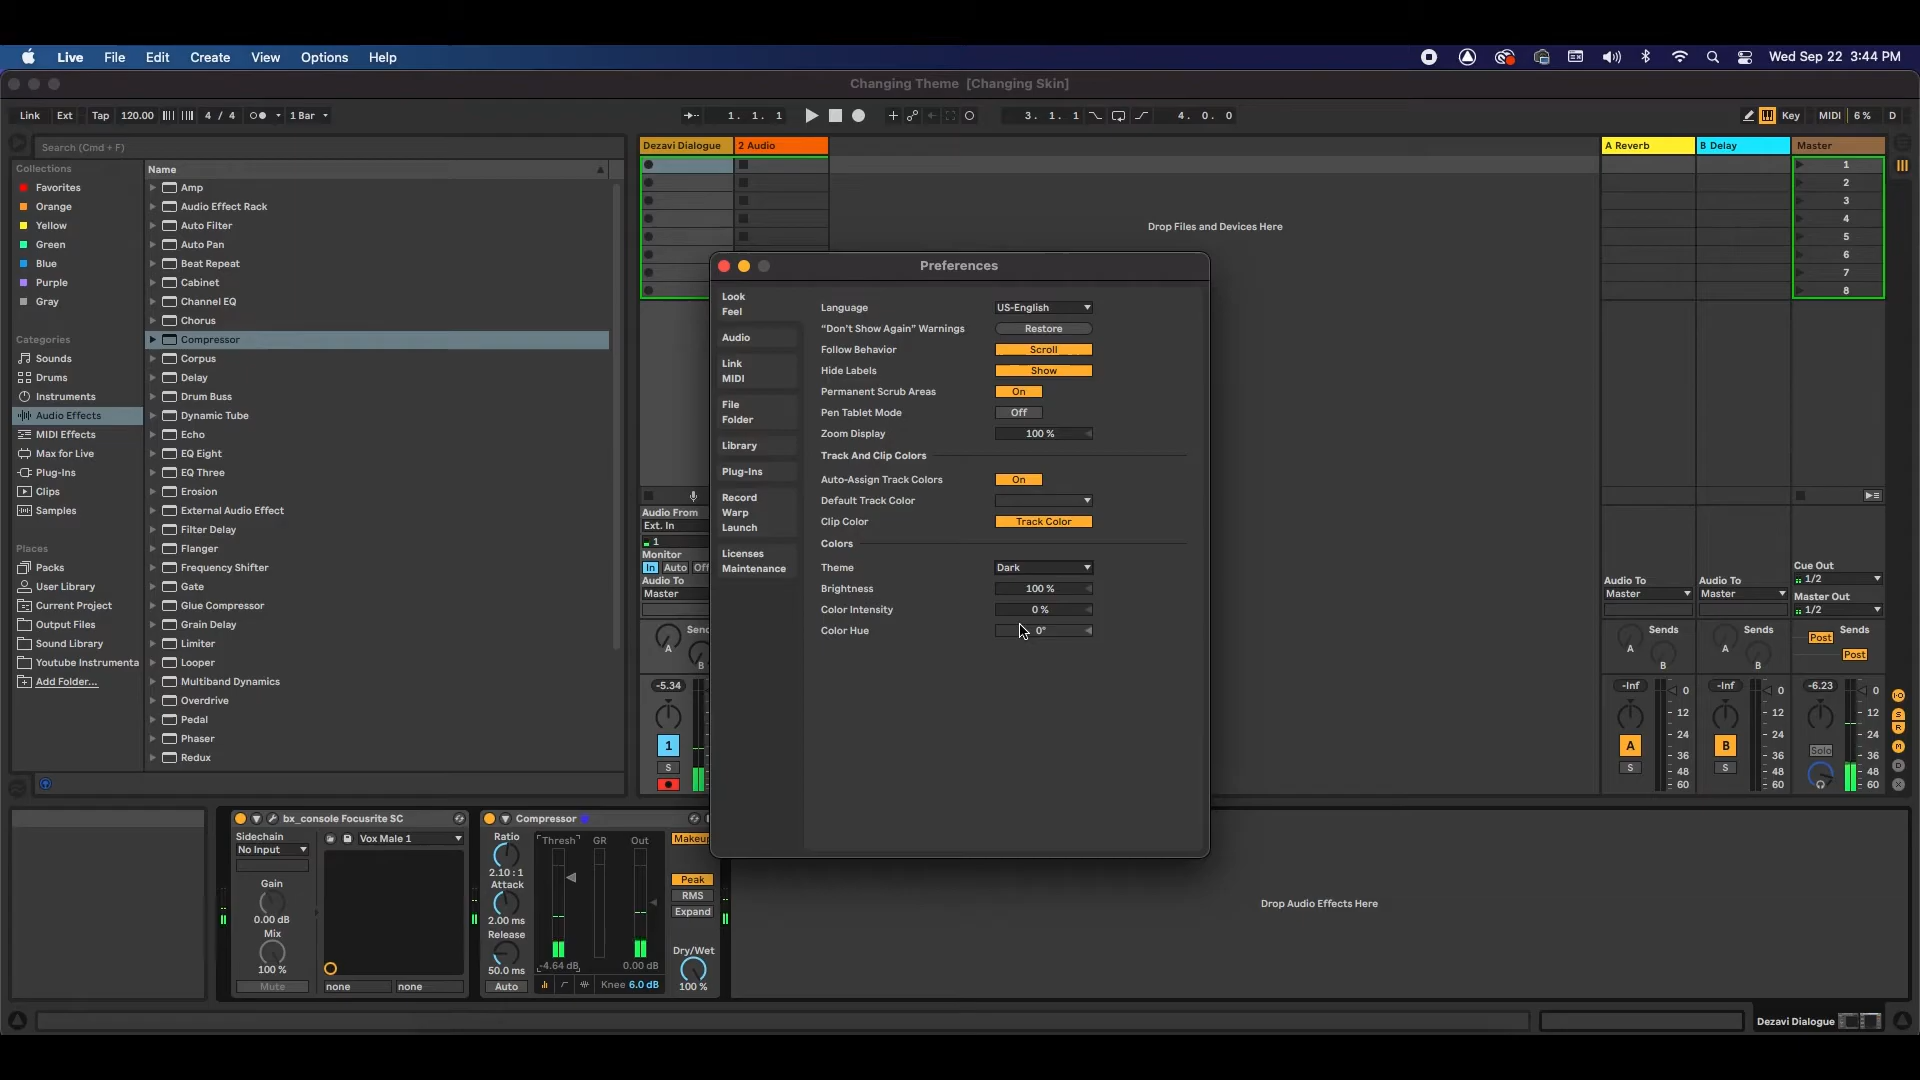 Live File Edit Create View Options Help
Wed Sep 22 3:44 PM
Changing Theme [Changing Skin]
Link Ext Tap 120.00 4 / 4 1 Bar
1. 1. 1
3. 1. 1
4. 0. 0
Key MIDI 6 % D
Search (Cmd + F)
Collections
Favorites
Orange
Yellow
Green
Blue
Purple
Gray
Categories
Sounds
Drums
Instruments
Audio Effects
MIDI Effects
Max for Live
Plug-Ins
Clips
Samples
Places
Packs
User Library
Current Project
Output Files
Sound Library
Youtube Instrumenta
Add Folder...
Name
Amp
Audio Effect Rack
Auto Filter
Auto Pan
Beat Repeat
Cabinet
Channel EQ
Chorus
Compressor
Corpus
Delay
Drum Buss
Dynamic Tube
Echo
EQ Eight
EQ Three
Erosion
External Audio Effect
Filter Delay
Flanger
Frequency Shifter
Gate
Glue Compressor
Grain Delay
Limiter
Looper
Multiband Dynamics
Overdrive
Pedal
Phaser
Redux
Dezavi Dialogue
2 Audio
Drop Files and Devices Here
Audio From
Ext. In
1
Monitor
In Auto Off
Audio To
Master
Send
A
B
-5.34
1
S
Preferences
Look
Feel
Audio
Link
MIDI
File
Folder
Library
Plug-Ins
Record
Warp
Launch
Licenses
Maintenance
Language US-English
“Don't Show Again” Warnings Restore
Follow Behavior Scroll
Hide Labels Show
Permanent Scrub Areas On
Pen Tablet Mode Off
Zoom Display 100 %
Track And Clip Colors
Auto-Assign Track Colors On
Default Track Color
Clip Color Track Color
Colors
Theme Dark
Brightness 100 %
Color Intensity 0 %
Color Hue 0°
A Reverb
B Delay
Master
1
2
3
4
5
6
7
8
Audio To
Master
Sends
A
B
-Inf
0
12
24
36
48
60
A
S
Audio To
Master
Sends
A
B
-Inf
0
12
24
36
48
60
B
S
Cue Out
1/2
Master Out
1/2
Sends
Post
Post
-6.23
0
12
24
36
48
60
Solo
I-O
S
R
M
D
X
bx_console Focusrite SC
Sidechain
No Input
Vox Male 1
Gain
0.00 dB
Mix
100 %
Mute
none none
Compressor
Ratio
2.10 : 1
Attack
2.00 ms
Release
50.0 ms
Auto
Thresh GR Out
-4.64 dB 0.00 dB
Knee 6.0 dB
Makeup
Peak
RMS
Expand
Dry/Wet
100 %
Drop Audio Effects Here
Dezavi Dialogue